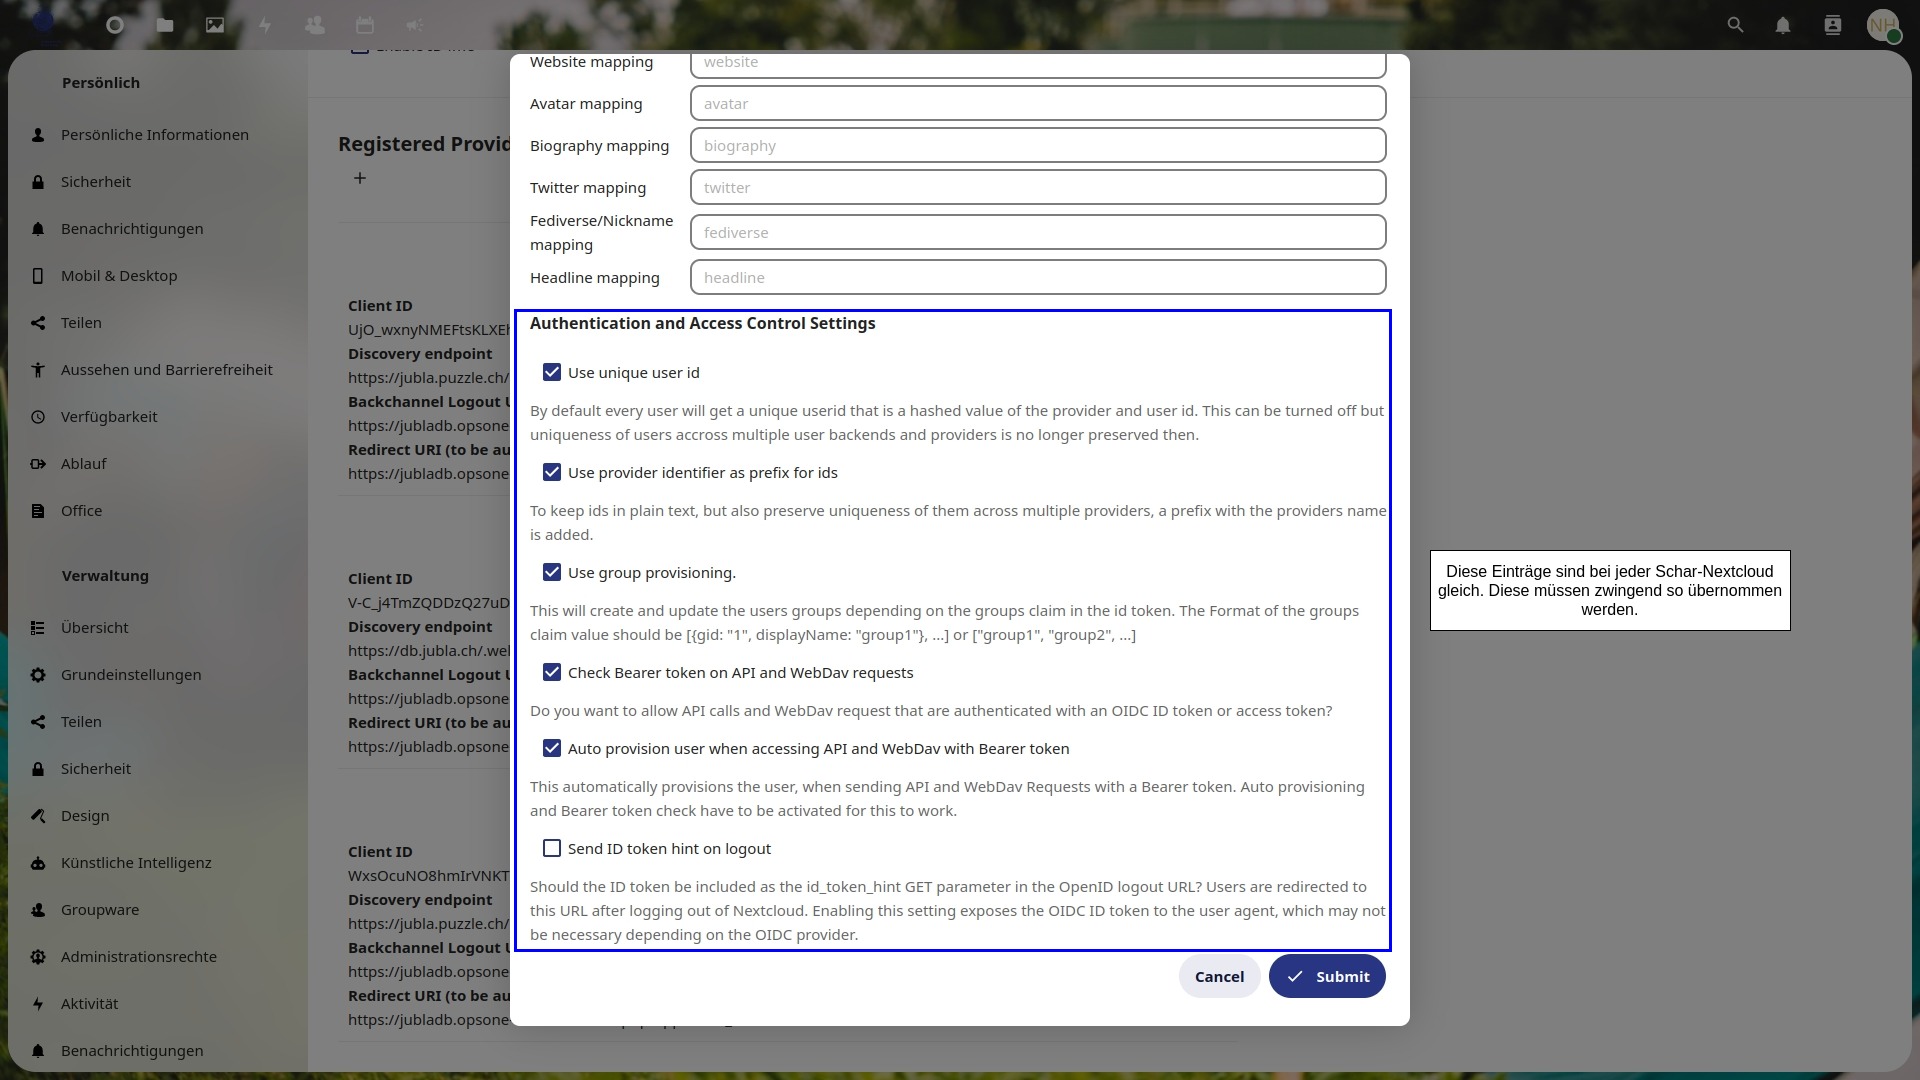 NH
Persönlich
Persönliche Informationen
Sicherheit
Benachrichtigungen
Mobil & Desktop
Teilen
Aussehen und Barrierefreiheit
Verfügbarkeit
Ablauf
Office
Verwaltung
Übersicht
Grundeinstellungen
Teilen
Sicherheit
Design
Künstliche Intelligenz
Groupware
Administrationsrechte
Aktivität
Benachrichtigungen
Registered Provid
Client ID
UjO_wxnyNMEFtsKLXEh
Discovery endpoint
https://jubla.puzzle.ch/
Backchannel Logout U
https://jubladb.opsone
Redirect URI (to be au
https://jubladb.opsone
Client ID
V-C_j4TmZQDDzQ27uD
Discovery endpoint
https://db.jubla.ch/.wel
Backchannel Logout U
https://jubladb.opsone
Redirect URI (to be au
https://jubladb.opsone
Client ID
WxsOcuNO8hmIrVNKT
Discovery endpoint
https://jubla.puzzle.ch/
Backchannel Logout U
https://jubladb.opsone
Redirect URI (to be au
https://jubladb.opsone
Website mapping website
Avatar mapping avatar
Biography mapping biography
Twitter mapping twitter
Fediverse/Nickname
mapping fediverse
Headline mapping headline
Authentication and Access Control Settings
Use unique user id
By default every user will get a unique userid that is a hashed value of the provider and user id. This can be turned off but
uniqueness of users accross multiple user backends and providers is no longer preserved then.
Use provider identifier as prefix for ids
To keep ids in plain text, but also preserve uniqueness of them across multiple providers, a prefix with the providers name
is added.
Use group provisioning.
This will create and update the users groups depending on the groups claim in the id token. The Format of the groups
claim value should be [{gid: "1", displayName: "group1"}, ...] or ["group1", "group2", ...]
Check Bearer token on API and WebDav requests
Do you want to allow API calls and WebDav request that are authenticated with an OIDC ID token or access token?
Auto provision user when accessing API and WebDav with Bearer token
This automatically provisions the user, when sending API and WebDav Requests with a Bearer token. Auto provisioning
and Bearer token check have to be activated for this to work.
Send ID token hint on logout
Should the ID token be included as the id_token_hint GET parameter in the OpenID logout URL? Users are redirected to
this URL after logging out of Nextcloud. Enabling this setting exposes the OIDC ID token to the user agent, which may not
be necessary depending on the OIDC provider.
Cancel
Submit
Diese Einträge sind bei jeder Schar-Nextcloud
gleich. Diese müssen zwingend so übernommen
werden.